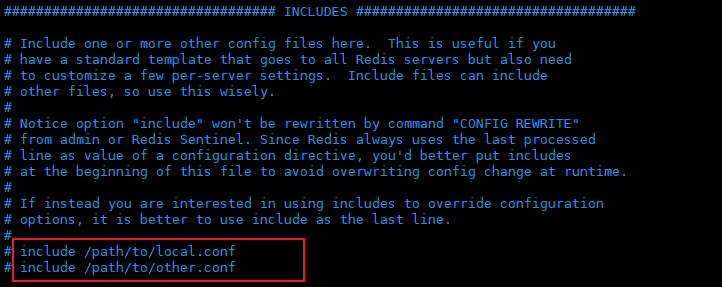 ################################## INCLUDES ###################################
# Include one or more other config files here.  This is useful if you
# have a standard template that goes to all Redis servers but also need
# to customize a few per-server settings.  Include files can include
# other files, so use this wisely.
#
# Notice option "include" won't be rewritten by command "CONFIG REWRITE"
# from admin or Redis Sentinel. Since Redis always uses the last processed
# line as value of a configuration directive, you'd better put includes
# at the beginning of this file to avoid overwriting config change at runtime.
#
# If instead you are interested in using includes to override configuration
# options, it is better to use include as the last line.
#
# include /path/to/local.conf
# include /path/to/other.conf